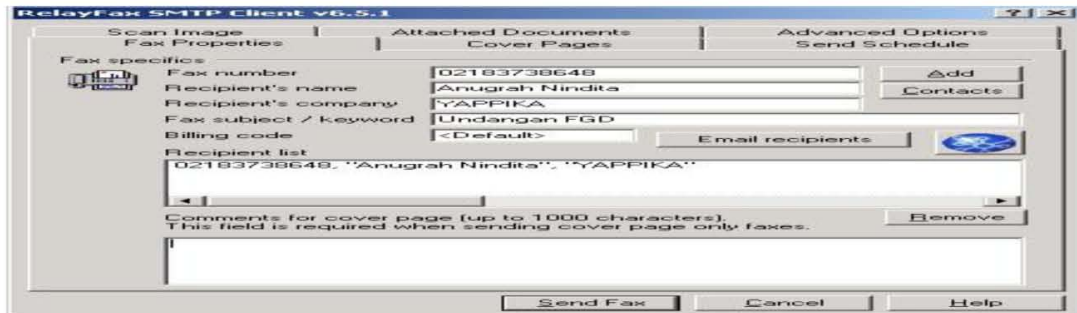 RelayFax SMTP Client v6.5.1
Scan Image Attached Documents Advanced Options
Fax Properties Cover Pages Send Schedule
Fax specifics
Fax number 02183738648 Add
Recipient's name Anugrah Nindita Contacts
Recipient's company YAPPIKA
Fax subject / keyword Undangan FGD
Billing code <Default> Email recipients
Recipient list
02183738648, "Anugrah Nindita", "YAPPIKA"
Comments for cover page (up to 1000 characters). Remove
This field is required when sending cover page only faxes.
Send Fax Cancel Help